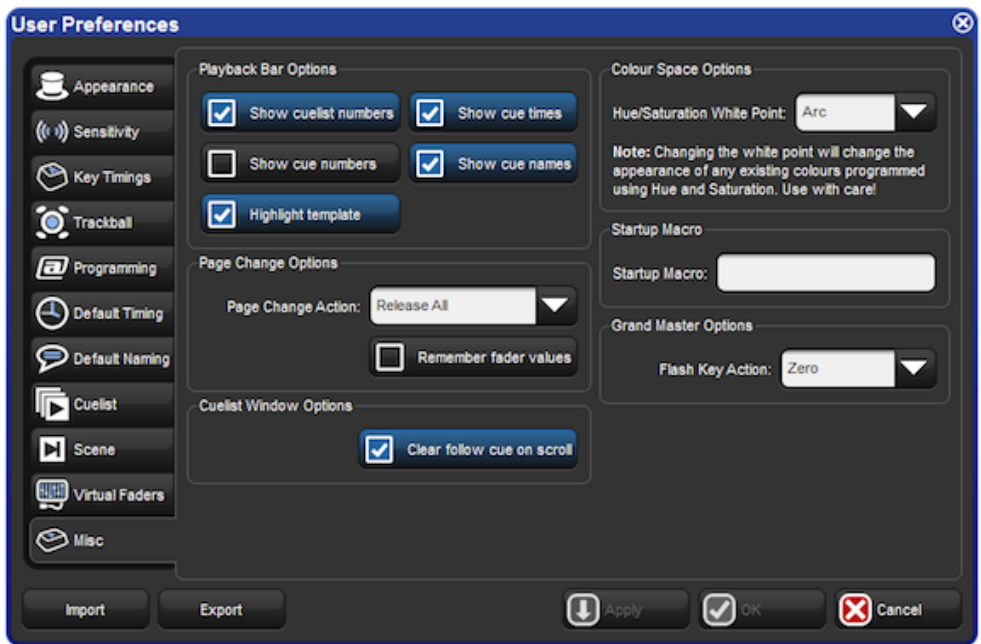 User Preferences
Appearance
Sensitivity
Key Timings
Trackball
Programming
Default Timing
Default Naming
Cuelist
Scene
Virtual Faders
Misc
Playback Bar Options
Show cuelist numbers
Show cue times
Show cue numbers
Show cue names
Highlight template
Page Change Options
Page Change Action: Release All
Remember fader values
Cuelist Window Options
Clear follow cue on scroll
Colour Space Options
Hue/Saturation White Point: Arc
Note: Changing the white point will change the
appearance of any existing colours programmed
using Hue and Saturation. Use with care!
Startup Macro
Startup Macro:
Grand Master Options
Flash Key Action: Zero
Import
Export
Apply
OK
Cancel